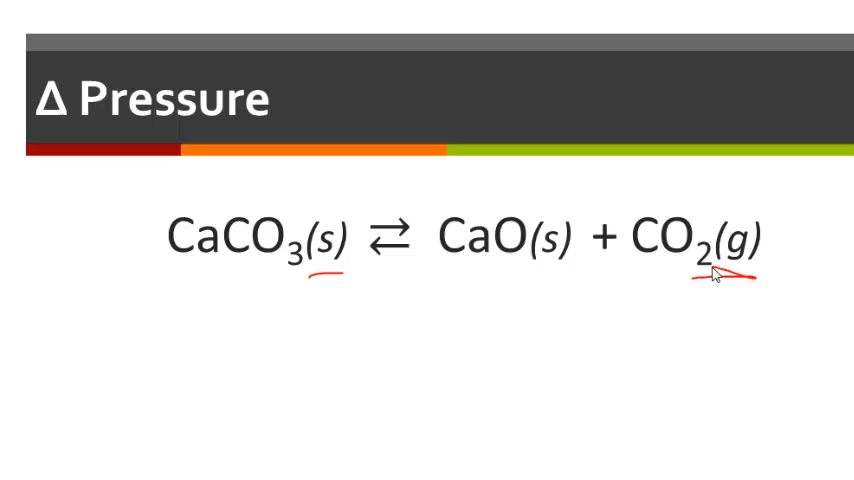 Δ Pressure
CaCO₃(s) ⇄ CaO(s) + CO₂(g)